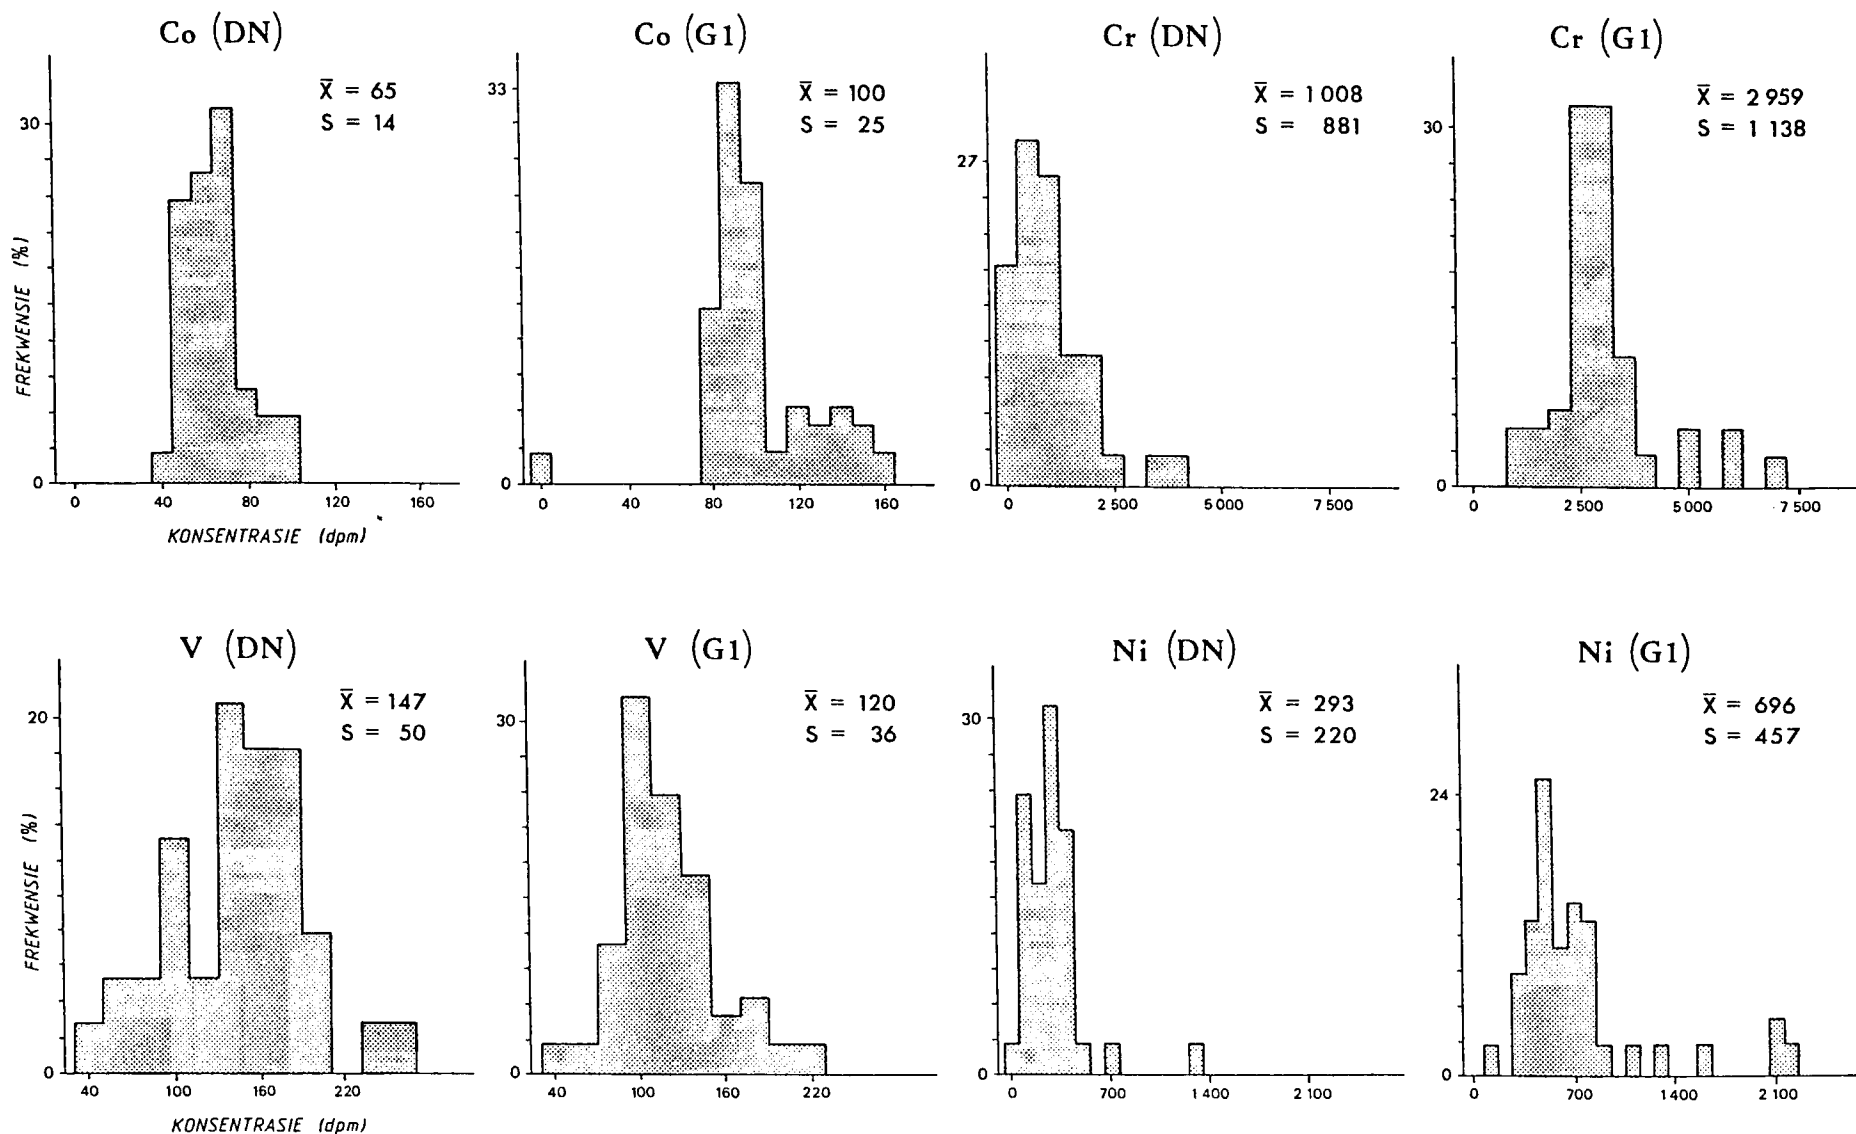 Co (DN)
X̄ = 65
S = 14
30
0
FREKWENSIE (%)
0 40 80 120 160
KONSENTRASIE (dpm)
Co (G1)
X̄ = 100
S = 25
33
0
0 40 80 120 160
Cr (DN)
X̄ = 1 008
S = 881
27
0
0 2 500 5 000 7 500
Cr (G1)
X̄ = 2 959
S = 1 138
30
0
0 2 500 5 000 7 500
V (DN)
X̄ = 147
S = 50
20
0
FREKWENSIE (%)
40 100 160 220
KONSENTRASIE (dpm)
V (G1)
X̄ = 120
S = 36
30
0
40 100 160 220
Ni (DN)
X̄ = 293
S = 220
30
0
0 700 1 400 2 100
Ni (G1)
X̄ = 696
S = 457
24
0
0 700 1 400 2 100